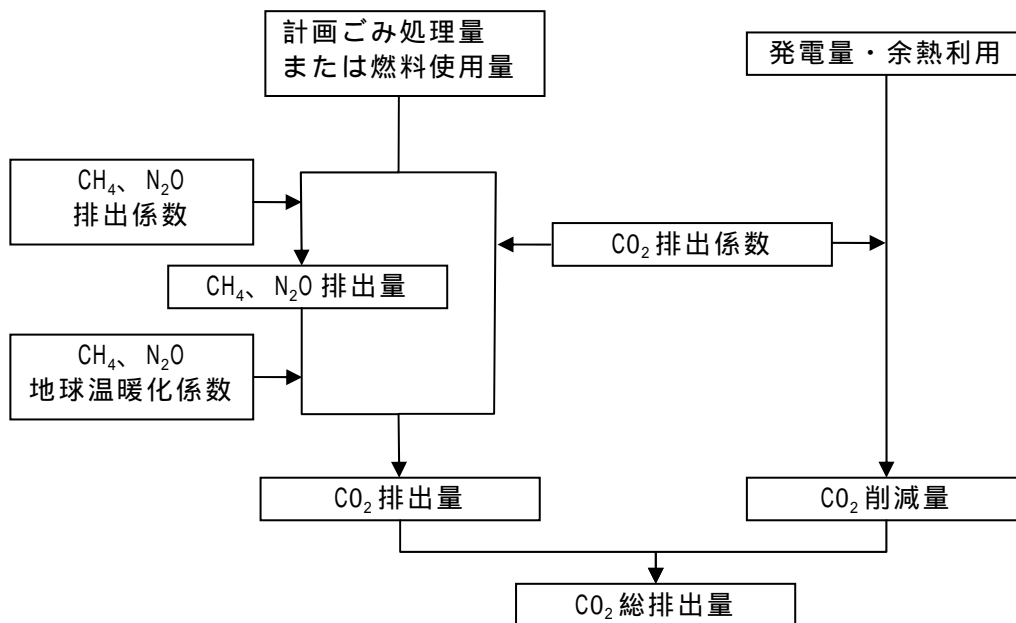 計画ごみ処理量
または燃料使用量
発電量・余熱利用
CH₄、N₂O
排出係数
CO₂排出係数
CH₄、N₂O排出量
CH₄、N₂O
地球温暖化係数
CO₂排出量
CO₂削減量
CO₂総排出量